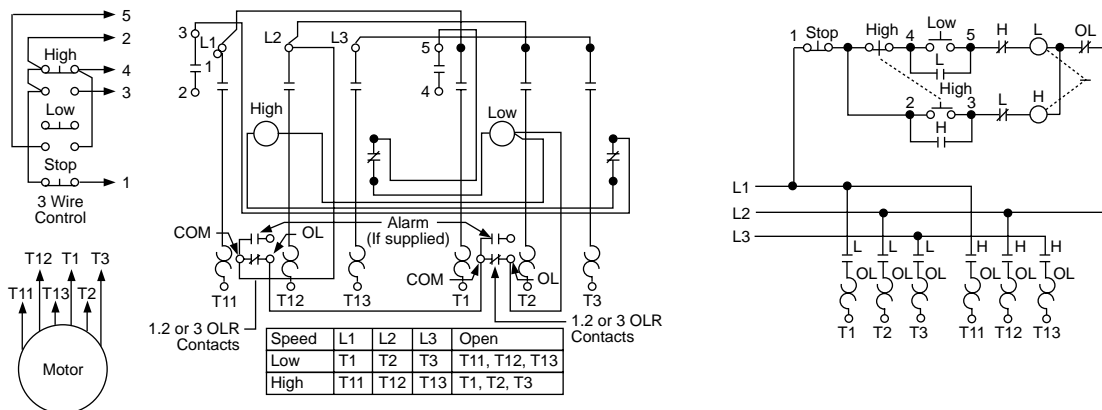 5
2
High
4
3
Low
Stop
1
3 Wire
Control
T12 T1 T3
T11 T13 T2
Motor
3 L1 L2 L3 5
1
2 4
High Low
Alarm
(If supplied)
COM OL
COM OL
T11 T12 T13 T1 T2 T3
1.2 or 3 OLR
Contacts
1.2 or 3 OLR
Contacts
Speed L1 L2 L3 Open
Low T1 T2 T3 T11, T12, T13
High T11 T12 T13 T1, T2, T3
1 Stop High 4 Low 5 H L OL
L
High
2 3 L H
H
L1
L2
L3
L L L H H H
OL OL OL OL
T1 T2 T3 T11 T12 T13